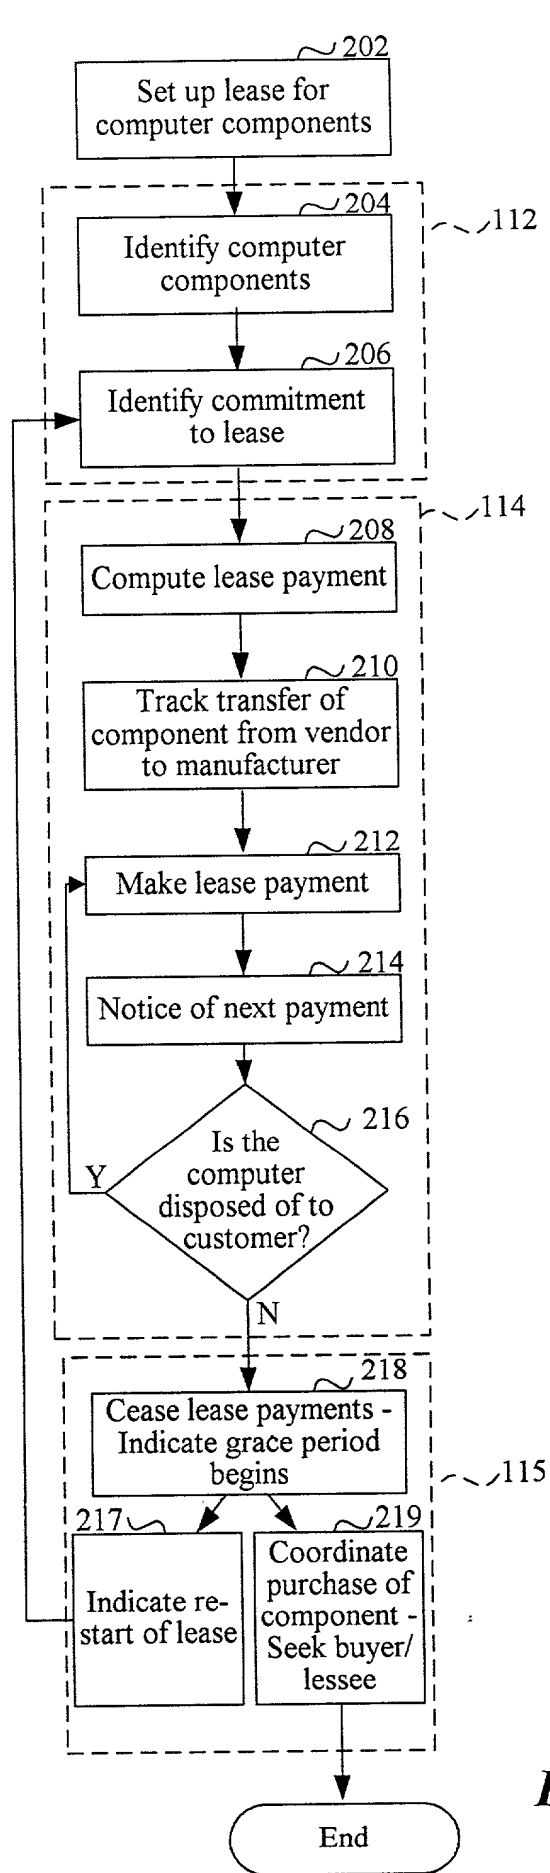 202
Set up lease for
computer components
204
112
Identify computer
components
206
Identify commitment
to lease
114
208
Compute lease payment
210
Track transfer of
component from vendor
to manufacturer
212
Make lease payment
214
Notice of next payment
216
Is the
computer
disposed of to
customer?
Y
N
218
Cease lease payments -
Indicate grace period
begins
115
217
219
Indicate re-
start of lease
Coordinate
purchase of
component -
Seek buyer/
lessee
End